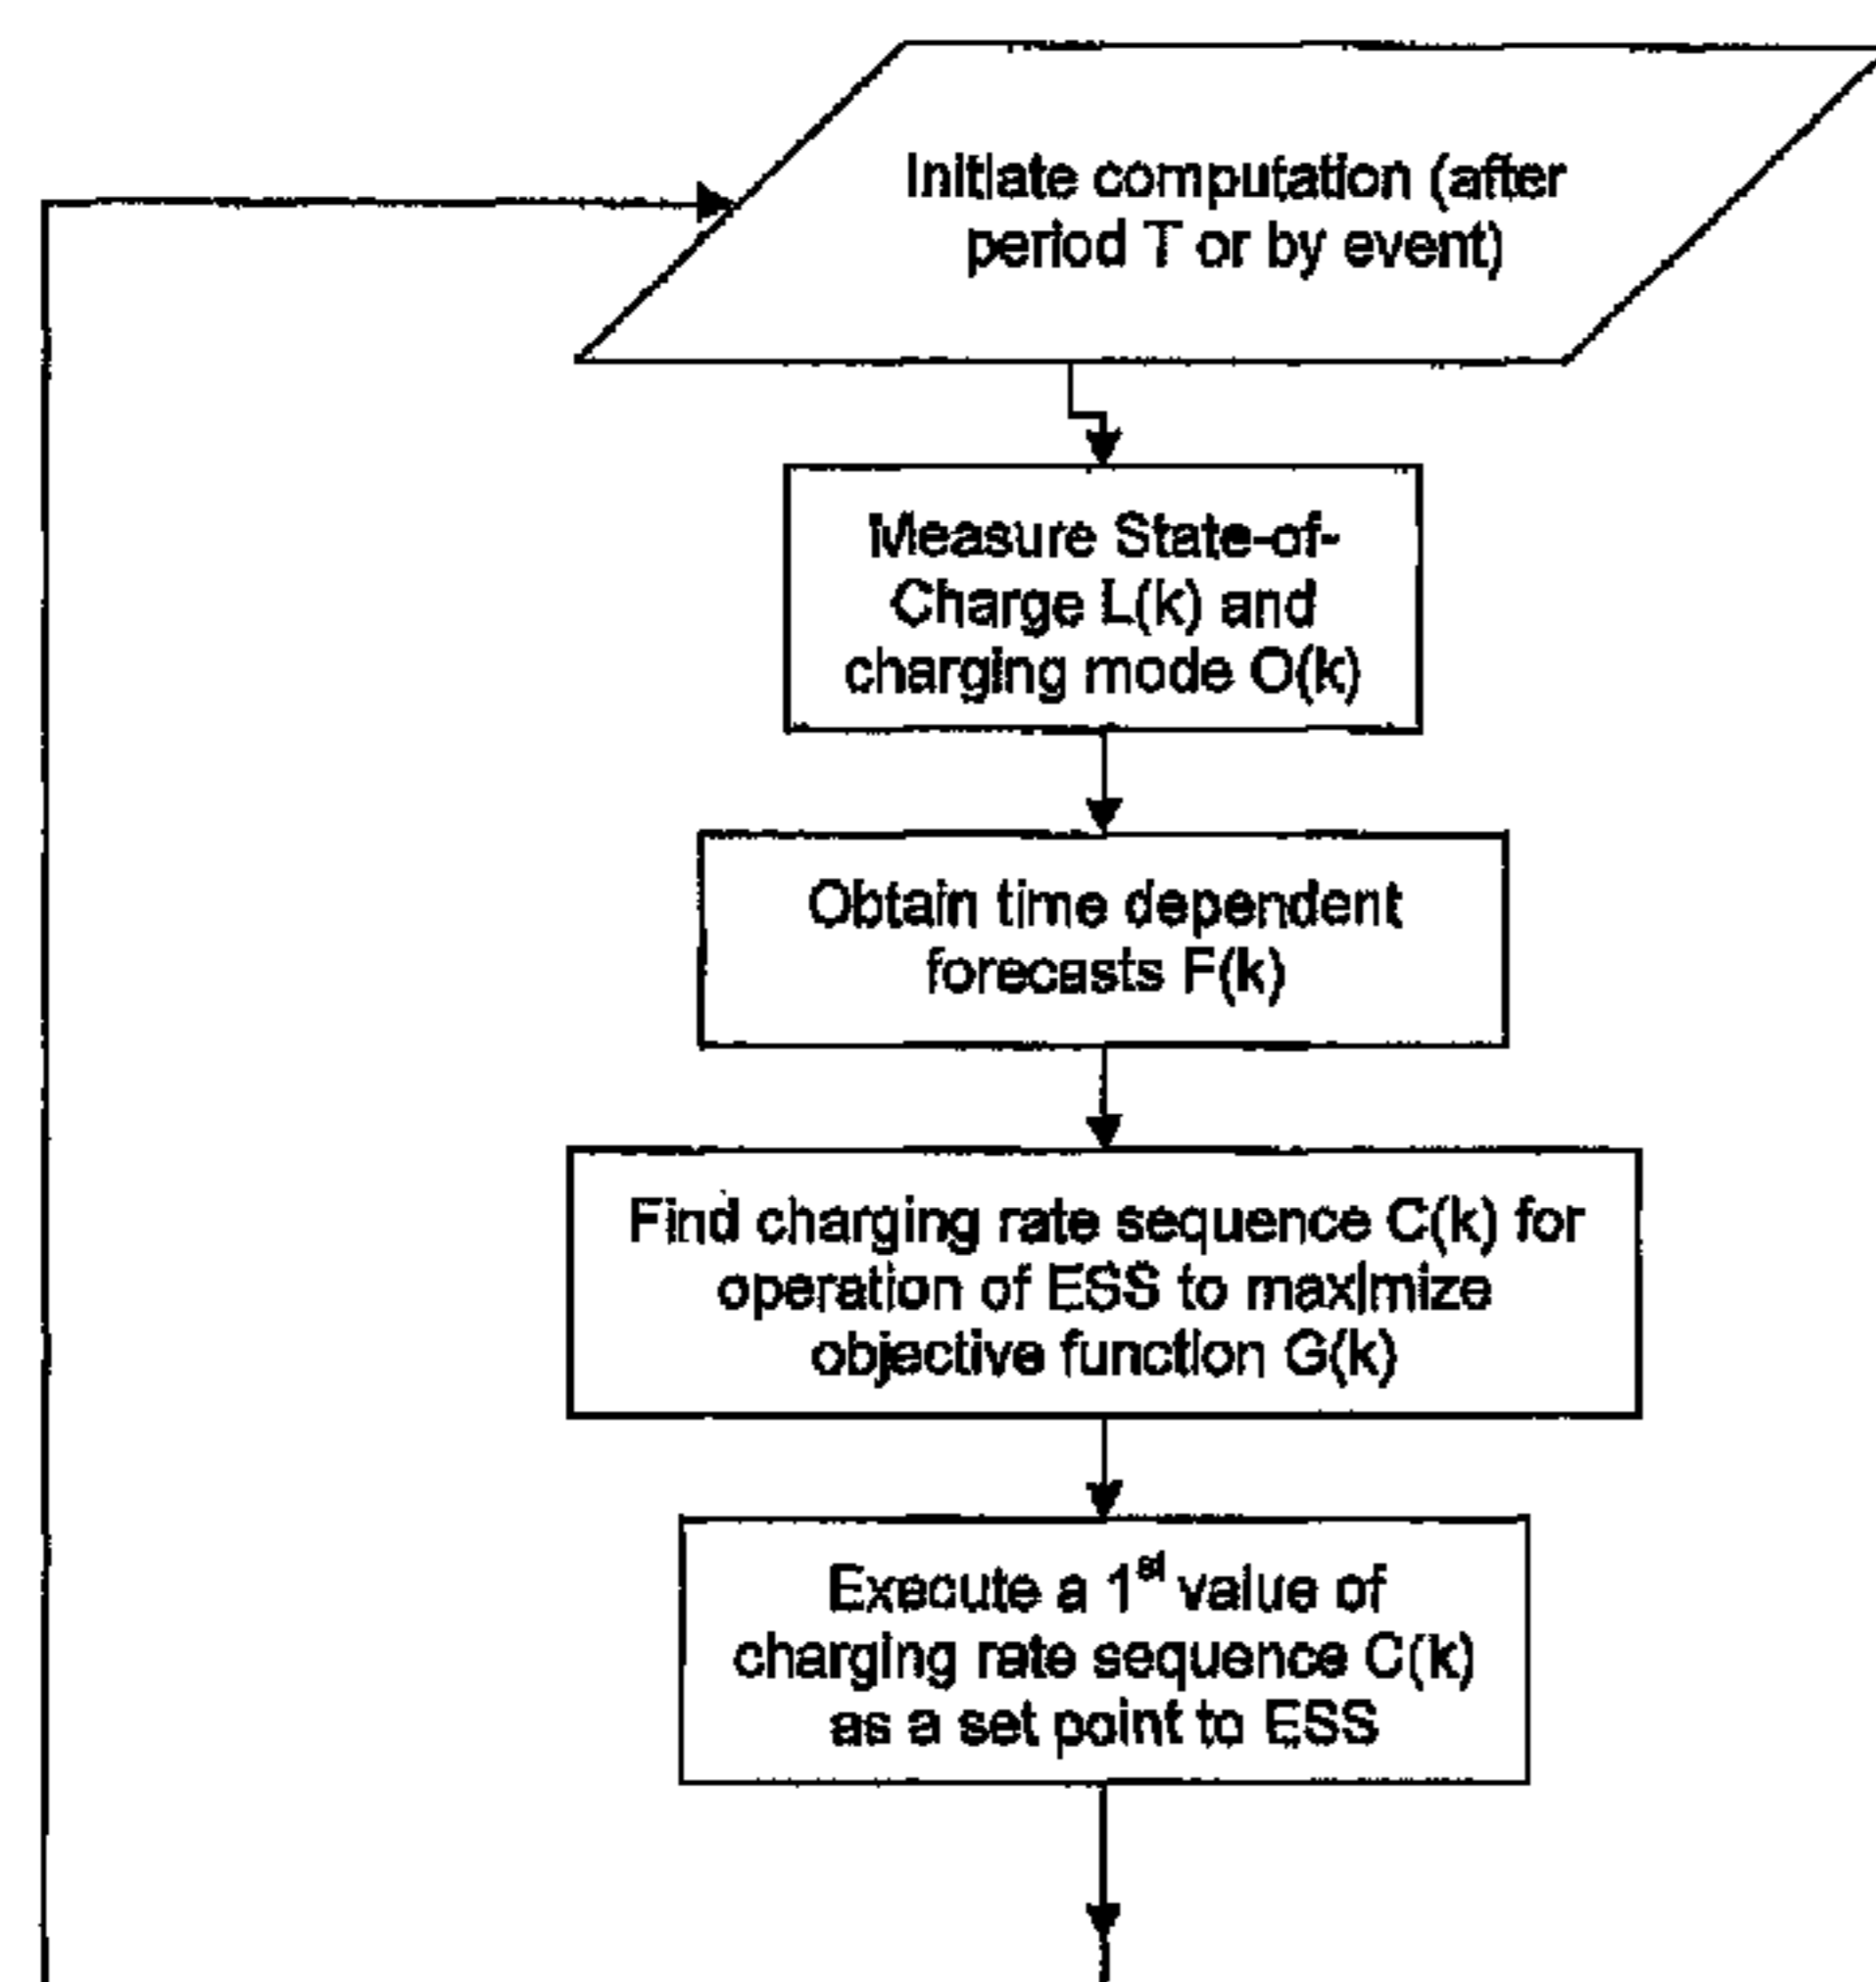 Initiate computation (after
period T or by event)
Measure State-of-
Charge L(k) and
charging mode O(k)
Obtain time dependent
forecasts F(k)
Find charging rate sequence C(k) for
operation of ESS to maximize
objective function G(k)
Execute a 1st value of
charging rate sequence C(k)
as a set point to ESS